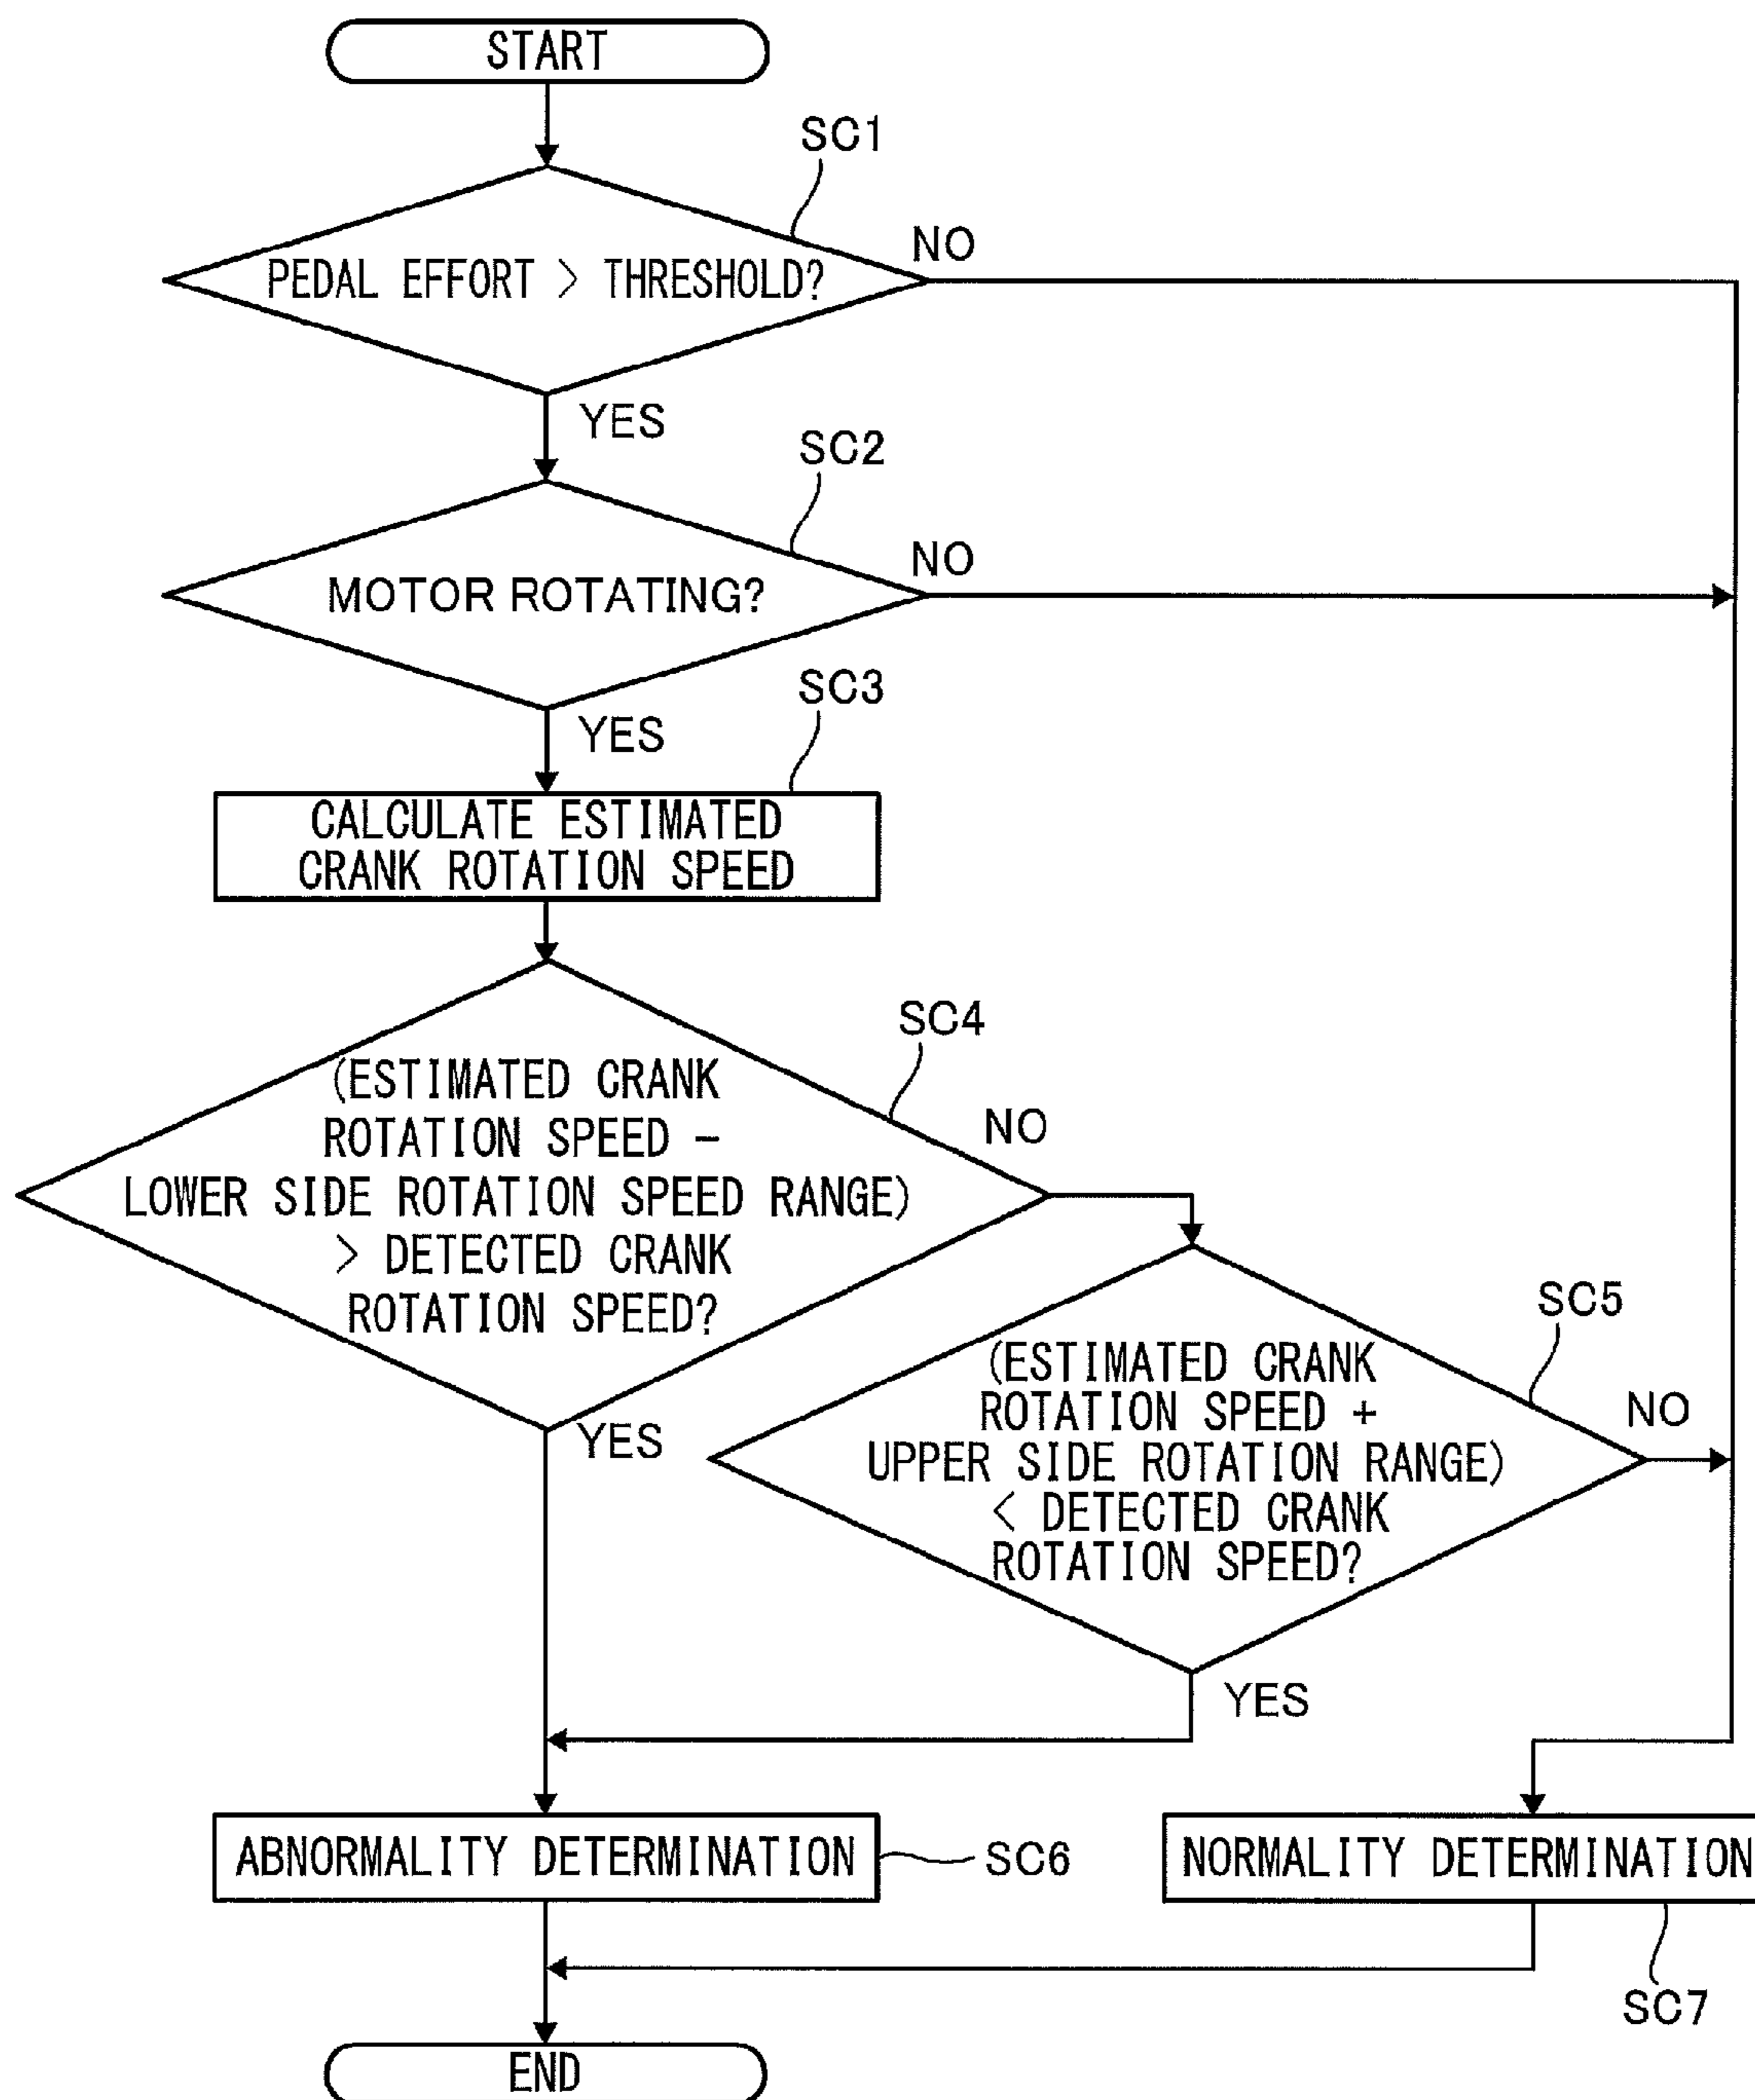 START
SC1
PEDAL EFFORT > THRESHOLD?
NO
YES
SC2
MOTOR ROTATING?
NO
YES
SC3
CALCULATE ESTIMATED
CRANK ROTATION SPEED
SC4
(ESTIMATED CRANK
ROTATION SPEED -
LOWER SIDE ROTATION SPEED RANGE)
> DETECTED CRANK
ROTATION SPEED?
NO
YES
SC5
(ESTIMATED CRANK
ROTATION SPEED +
UPPER SIDE ROTATION RANGE)
< DETECTED CRANK
ROTATION SPEED?
NO
YES
ABNORMALITY DETERMINATION
SC6
NORMALITY DETERMINATION
SC7
END